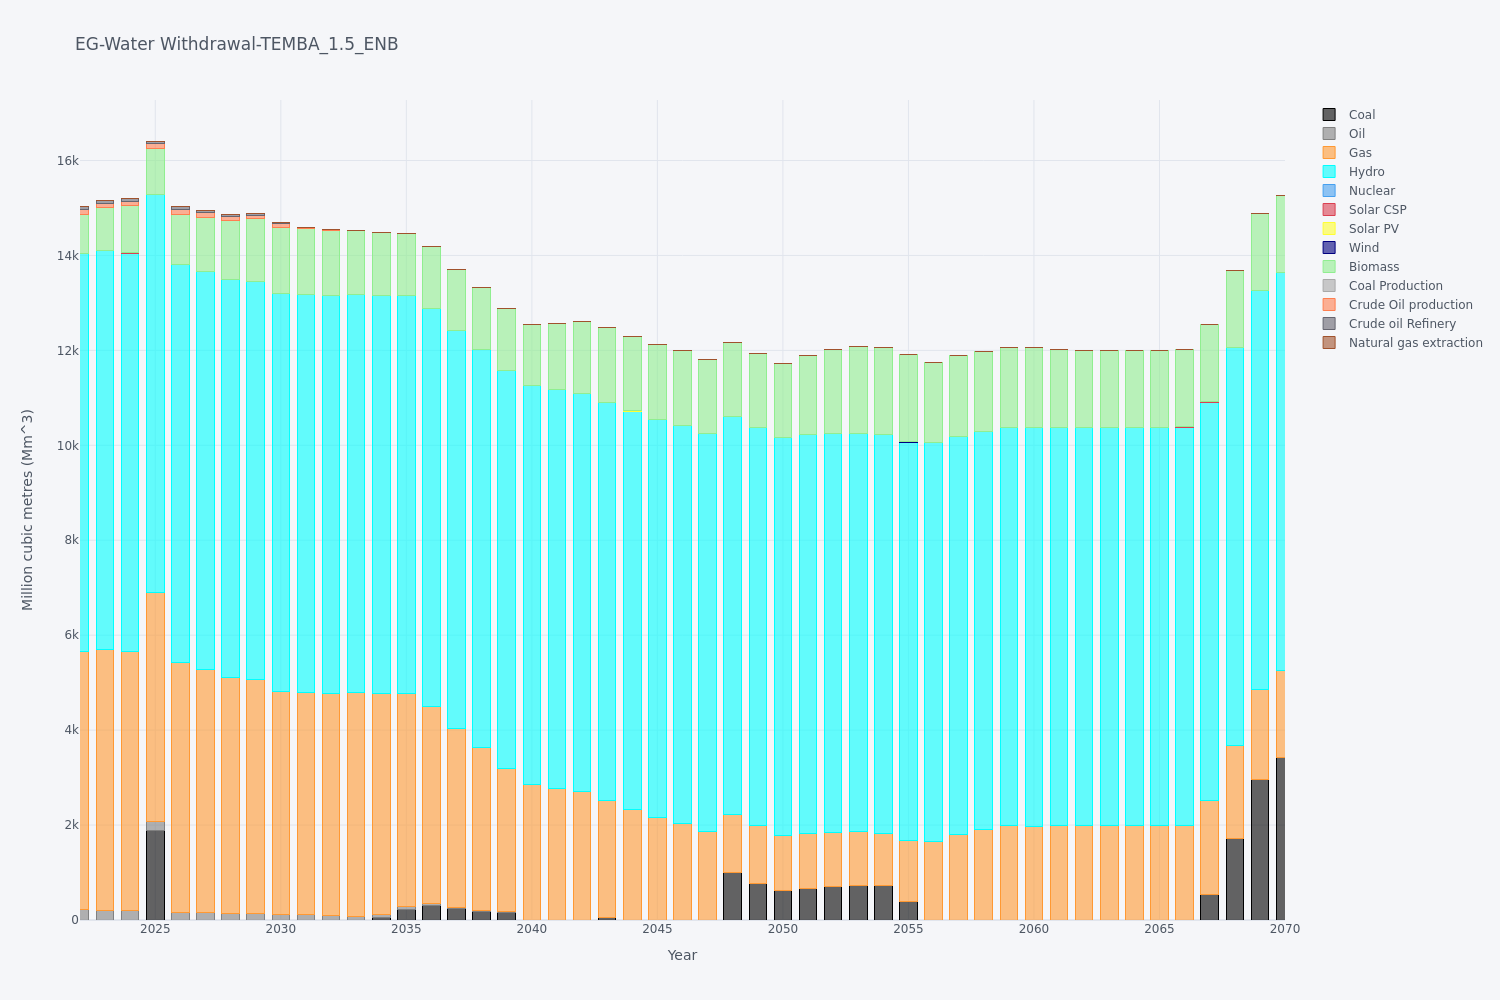 EG-Water Withdrawal-TEMBA_1.5_ENB
Coal
Oil
Gas
Hydro
Nuclear
Solar CSP
Solar PV
Wind
Biomass
Coal Production
Crude Oil production
Crude oil Refinery
Natural gas extraction
Million cubic metres (Mm^3)
16k
14k
12k
10k
8k
6k
4k
2k
0
2025 2030 2035 2040 2045 2050 2055 2060 2065 2070
Year